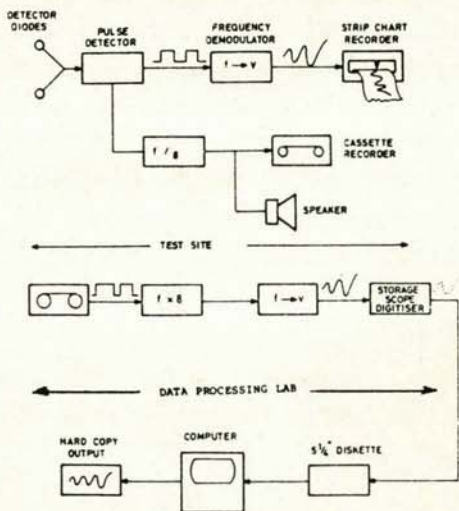 DETECTOR
DIODES
PULSE
DETECTOR
FREQUENCY
DEMODULATOR
f → v
STRIP CHART
RECORDER
f / 8
CASSETTE
RECORDER
SPEAKER
TEST SITE
f × 8
f → v
STORAGE
SCOPE
DIGITISER
DATA PROCESSING LAB
HARD COPY
OUTPUT
COMPUTER
5¼" DISKETTE